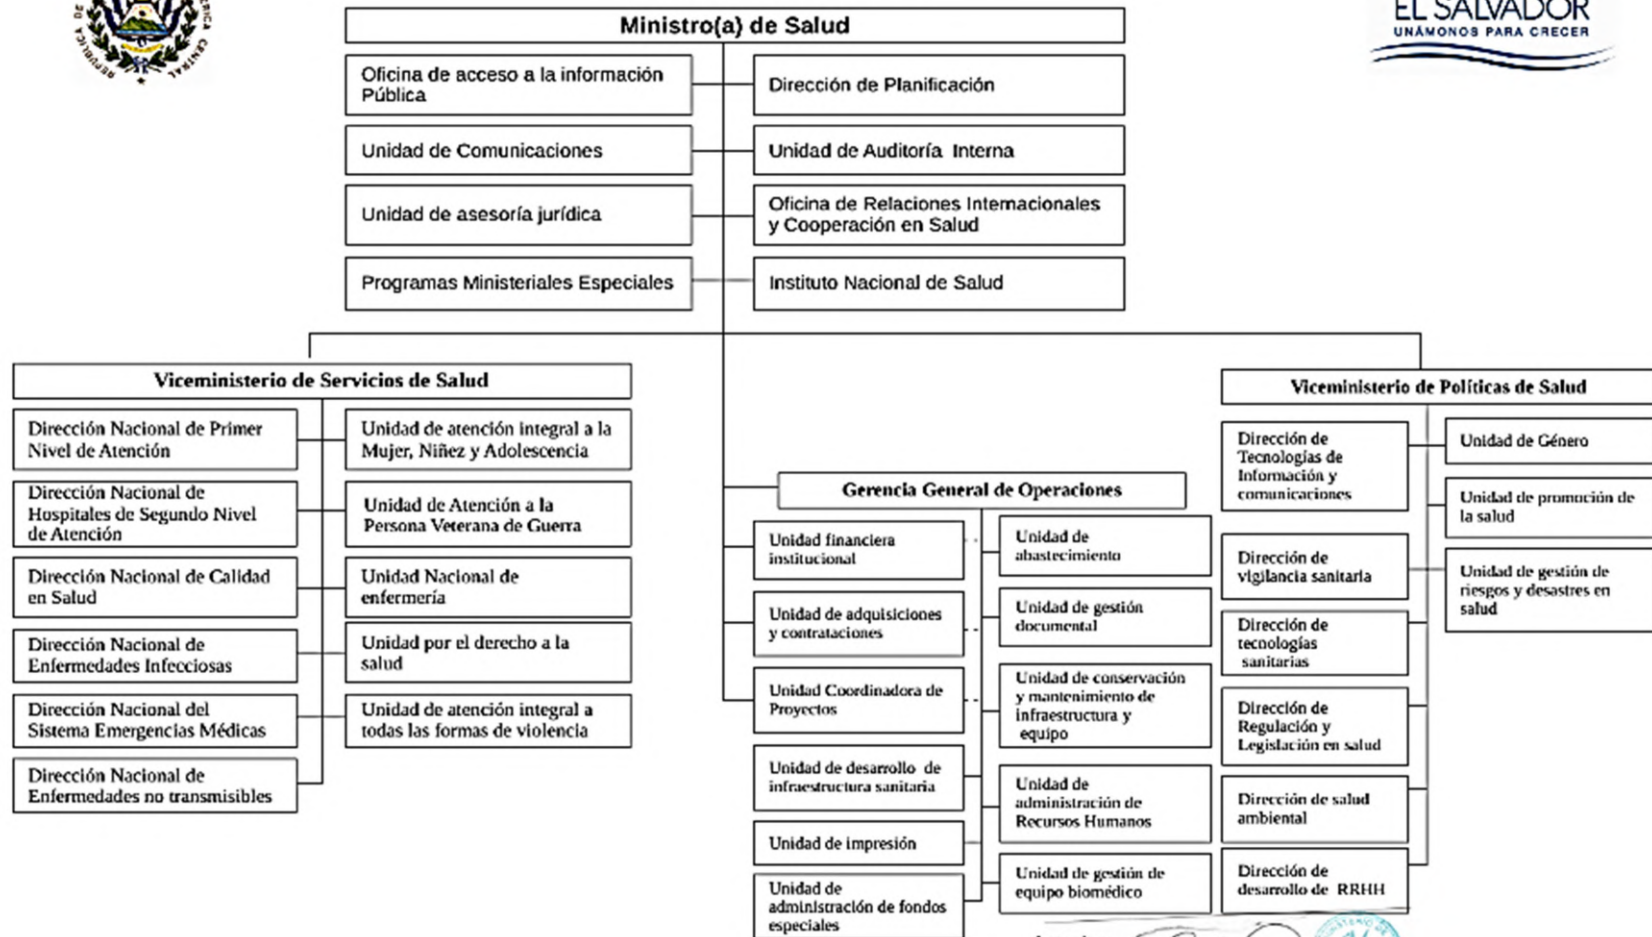 REPUBLICA
ERICA CENTRAL
EL SALVADOR
UNÁMONOS PARA CRECER
Ministro(a) de Salud
Oficina de acceso a la información
Pública
Dirección de Planificación
Unidad de Comunicaciones
Unidad de Auditoría Interna
Unidad de asesoría jurídica
Oficina de Relaciones Internacionales
y Cooperación en Salud
Programas Ministeriales Especiales
Instituto Nacional de Salud
Viceministerio de Servicios de Salud
Dirección Nacional de Primer
Nivel de Atención
Unidad de atención integral a la
Mujer, Niñez y Adolescencia
Dirección Nacional de
Hospitales de Segundo Nivel
de Atención
Unidad de Atención a la
Persona Veterana de Guerra
Dirección Nacional de Calidad
en Salud
Unidad Nacional de
enfermería
Dirección Nacional de
Enfermedades Infecciosas
Unidad por el derecho a la
salud
Dirección Nacional del
Sistema Emergencias Médicas
Unidad de atención integral a
todas las formas de violencia
Dirección Nacional de
Enfermedades no transmisibles
Gerencia General de Operaciones
Unidad financiera
institucional
Unidad de
abastecimiento
Unidad de adquisiciones
y contrataciones
Unidad de gestión
documental
Unidad Coordinadora de
Proyectos
Unidad de conservación
y mantenimiento de
infraestructura y
equipo
Unidad de desarrollo de
infraestructura sanitaria
Unidad de
administración de
Recursos Humanos
Unidad de impresión
Unidad de gestión de
equipo biomédico
Unidad de
administración de fondos
especiales
Viceministerio de Políticas de Salud
Dirección de
Tecnologías de
Información y
comunicaciones
Unidad de Género
Unidad de promoción de
la salud
Dirección de
vigilancia sanitaria
Unidad de gestión de
riesgos y desastres en
salud
Dirección de
tecnologías
sanitarias
Dirección de
Regulación y
Legislación en salud
Dirección de salud
ambiental
Dirección de
desarrollo de RRHH